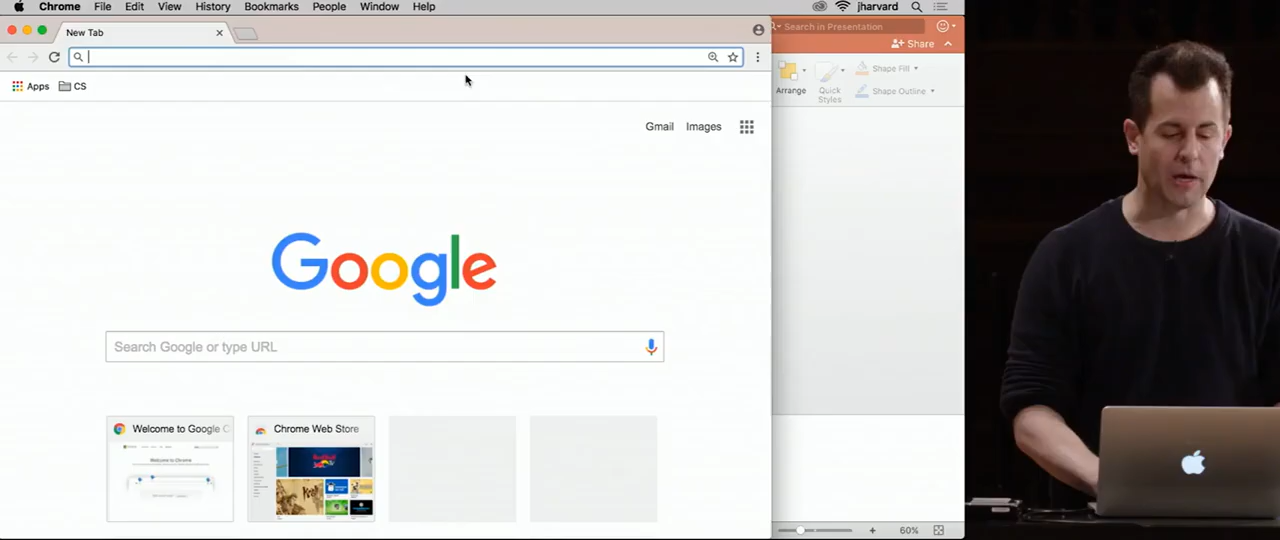 Chrome File Edit View History Bookmarks People Window Help jharvard
New Tab
Search in Presentation
Share
Apps CS
Arrange
Quick Styles
Shape Fill
Shape Outline
Gmail Images
Google
Search Google or type URL
Welcome to Google C
Chrome Web Store
60%